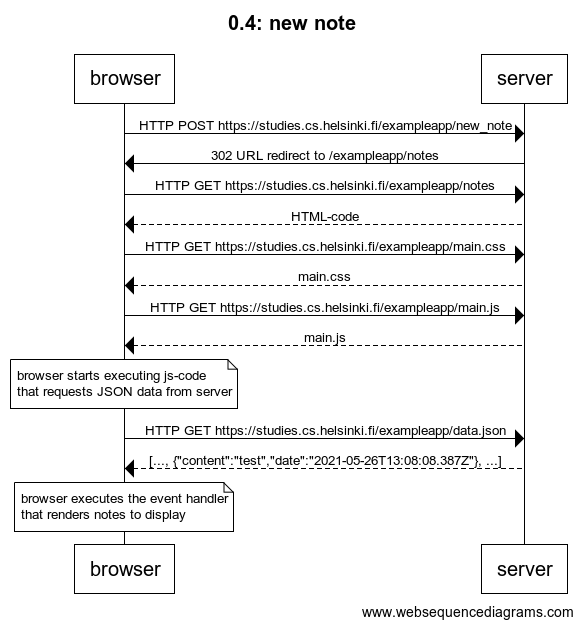 0.4: new note
browser
server
HTTP POST https://studies.cs.helsinki.fi/exampleapp/new_note
302 URL redirect to /exampleapp/notes
HTTP GET https://studies.cs.helsinki.fi/exampleapp/notes
HTML-code
HTTP GET https://studies.cs.helsinki.fi/exampleapp/main.css
main.css
HTTP GET https://studies.cs.helsinki.fi/exampleapp/main.js
main.js
browser starts executing js-code
that requests JSON data from server
HTTP GET https://studies.cs.helsinki.fi/exampleapp/data.json
[..., {"content":"test","date":"2021-05-26T13:08:08.387Z"}, ...]
browser executes the event handler
that renders notes to display
browser
server
www.websequencediagrams.com